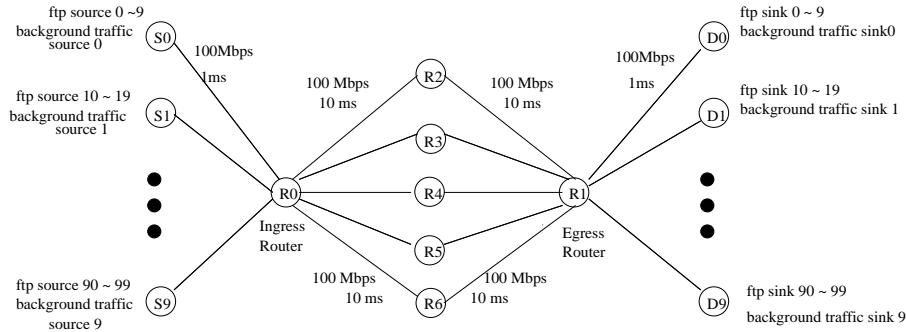 ftp source 0 ~9
background traffic
source 0
S0
100Mbps
1ms
ftp source 10 ~ 19
background traffic
source 1
S1
ftp source 90 ~ 99
background traffic
source 9
S9
R0
Ingress
Router
100 Mbps
10 ms
100 Mbps
10 ms
R2
R3
R4
R5
R6
100 Mbps
10 ms
100 Mbps
10 ms
R1
Egress
Router
100Mbps
1ms
D0
ftp sink 0 ~ 9
background traffic sink0
D1
ftp sink 10 ~ 19
background traffic sink 1
D9
ftp sink 90 ~ 99
background traffic sink 9